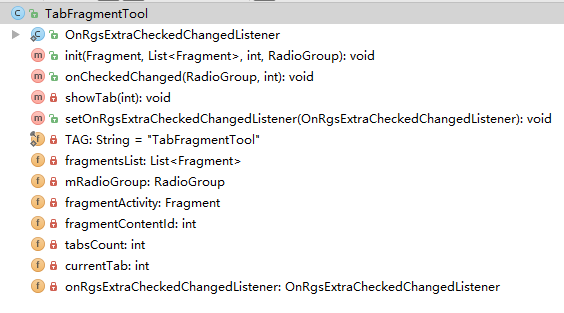 TabFragmentTool
OnRgsExtraCheckedChangedListener
init(Fragment, List<Fragment>, int, RadioGroup): void
onCheckedChanged(RadioGroup, int): void
showTab(int): void
setOnRgsExtraCheckedChangedListener(OnRgsExtraCheckedChangedListener): void
TAG: String = "TabFragmentTool"
fragmentsList: List<Fragment>
mRadioGroup: RadioGroup
fragmentActivity: Fragment
fragmentContentId: int
tabsCount: int
currentTab: int
onRgsExtraCheckedChangedListener: OnRgsExtraCheckedChangedListener